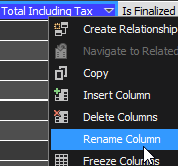 Total Including Tax Is Finalized
Create Relationship
Navigate to Related
Copy
Insert Column
Delete Columns
Rename Column
Freeze Columns